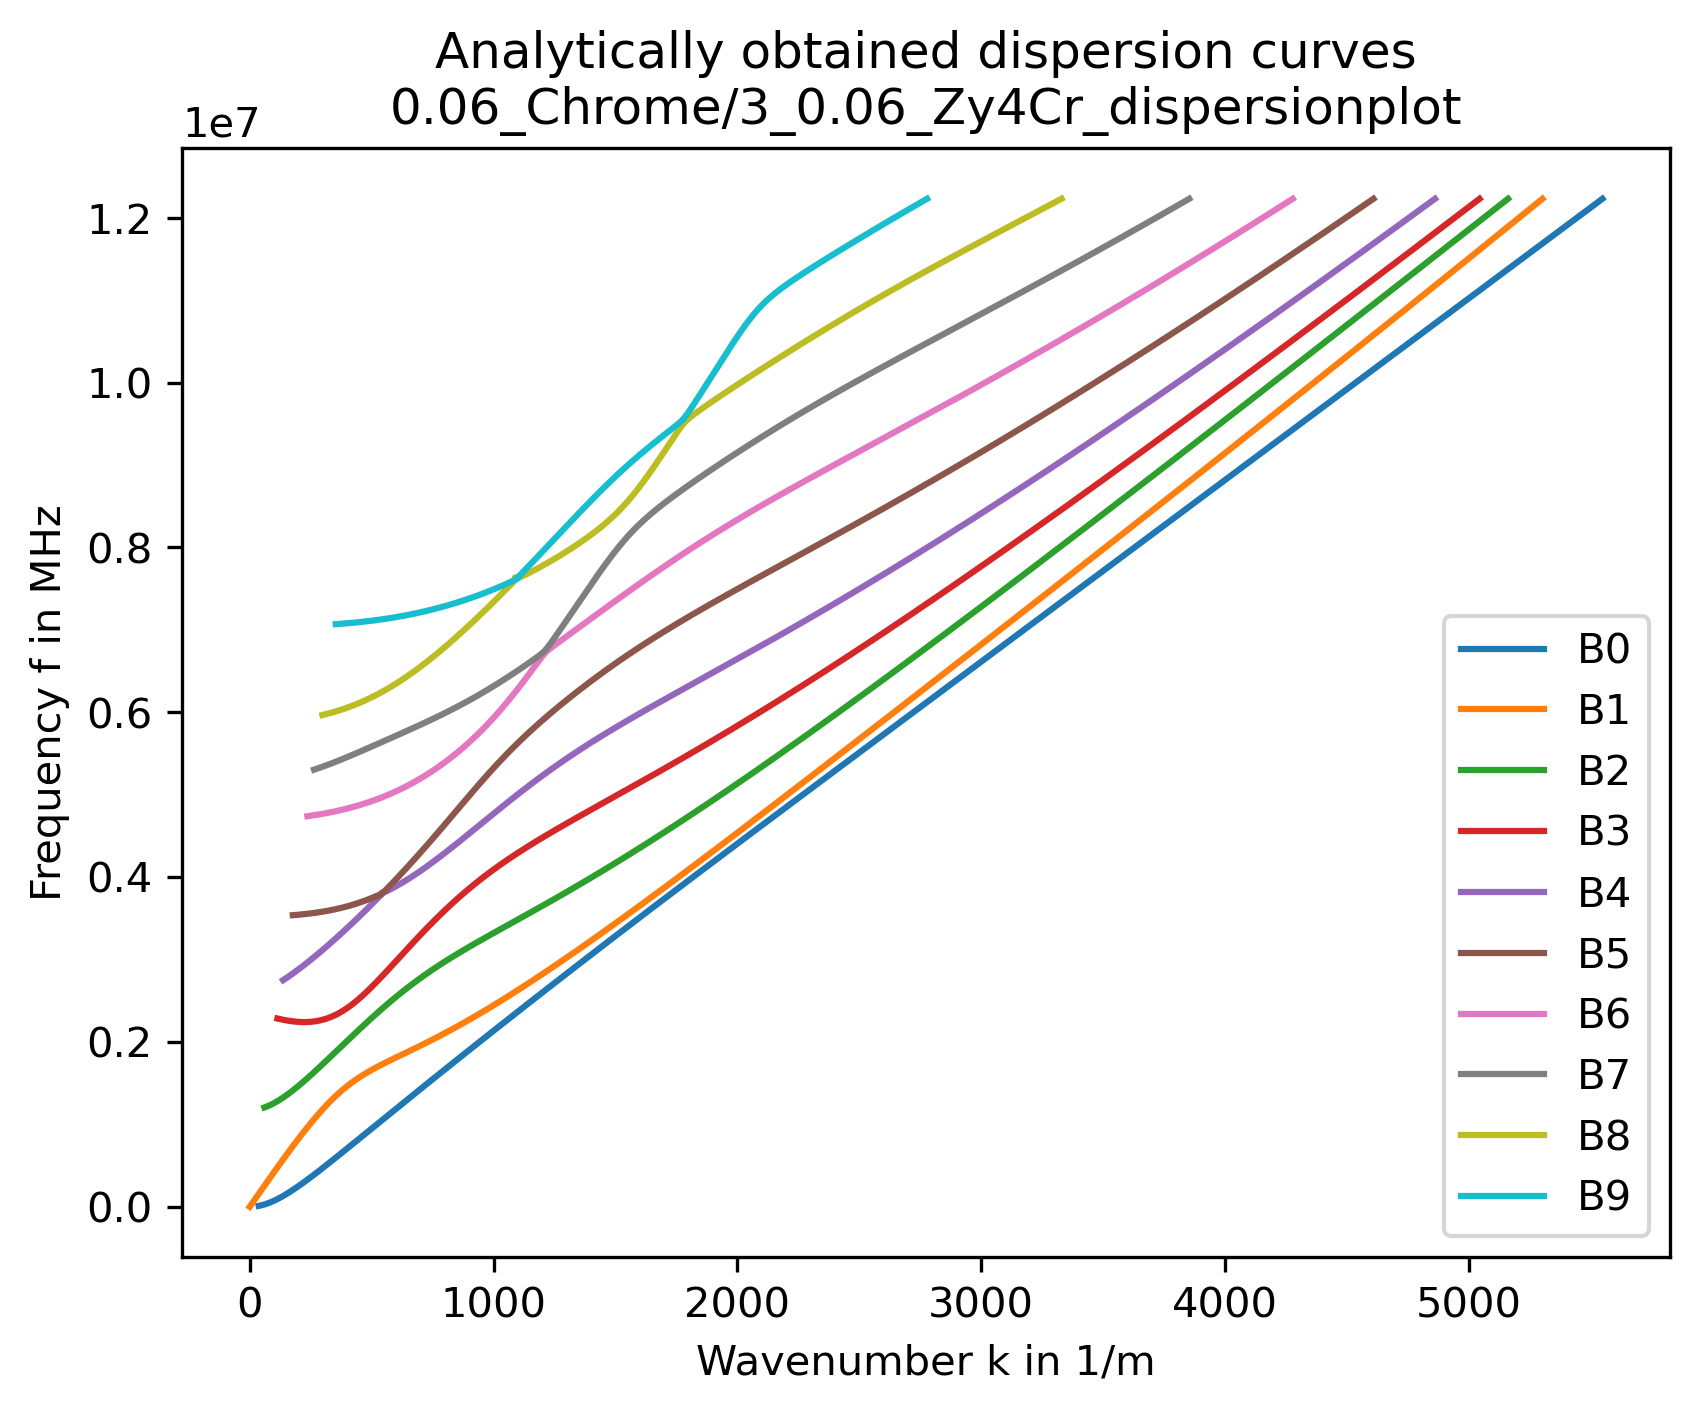 Analytically obtained dispersion curves
0.06_Chrome/3_0.06_Zy4Cr_dispersionplot
1e7
1.2
1.0
0.8
0.6
0.4
0.2
0.0
Frequency f in MHz
0 1000 2000 3000 4000 5000
Wavenumber k in 1/m
B0
B1
B2
B3
B4
B5
B6
B7
B8
B9